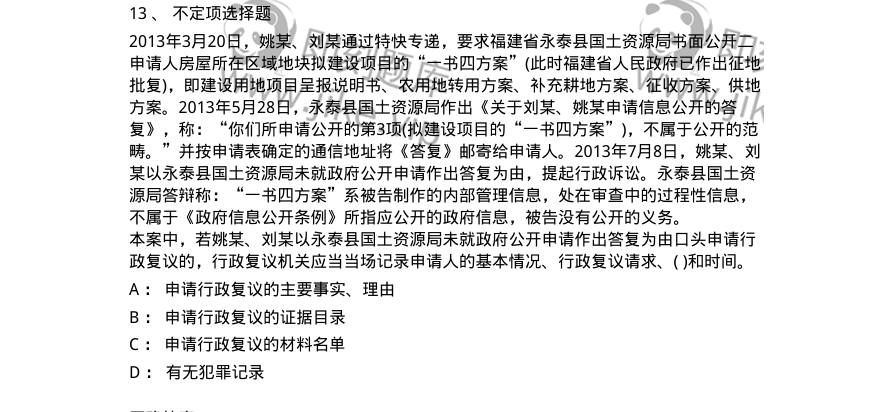 13 、 不定项选择题
2013年3月20日，姚某、刘某通过特快专递，要求福建省永泰县国土资源局书面公开二
申请人房屋所在区域地块拟建设项目的“一书四方案”(此时福建省人民政府已作出征地
批复)，即建设用地项目呈报说明书、农用地转用方案、补充耕地方案、征收方案、供地
方案。2013年5月28日，永泰县国土资源局作出《关于刘某、姚某申请信息公开的答
复》，称：“你们所申请公开的第3项(拟建设项目的“一书四方案”)，不属于公开的范
畴。”并按申请表确定的通信地址将《答复》邮寄给申请人。2013年7月8日，姚某、刘
某以永泰县国土资源局未就政府公开申请作出答复为由，提起行政诉讼。永泰县国土资
源局答辩称：“一书四方案”系被告制作的内部管理信息，处在审查中的过程性信息，
不属于《政府信息公开条例》所指应公开的政府信息，被告没有公开的义务。
本案中，若姚某、刘某以永泰县国土资源局未就政府公开申请作出答复为由口头申请行
政复议的，行政复议机关应当当场记录申请人的基本情况、行政复议请求、( )和时间。
A： 申请行政复议的主要事实、理由
B： 申请行政复议的证据目录
C： 申请行政复议的材料名单
D： 有无犯罪记录